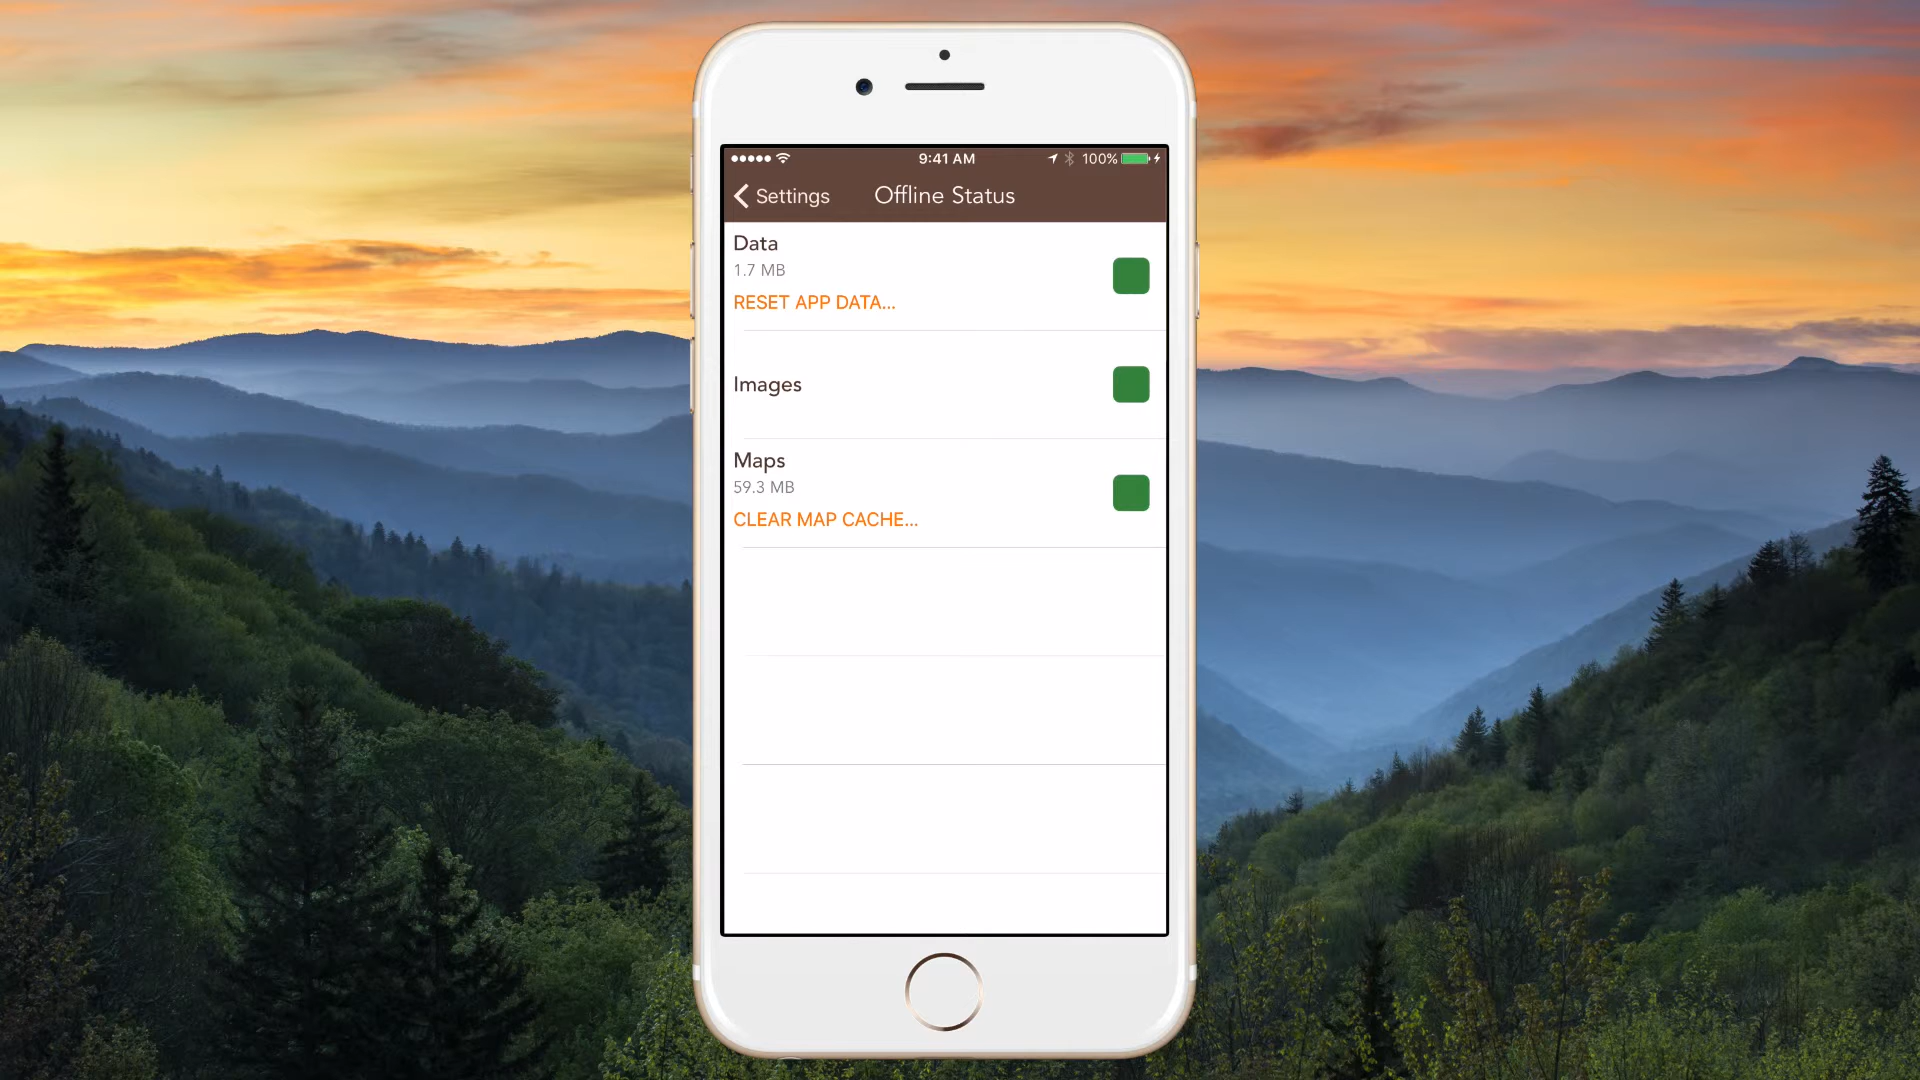 9:41 AM 100%
Settings Offline Status
Data
1.7 MB
RESET APP DATA...
Images
Maps
59.3 MB
CLEAR MAP CACHE...